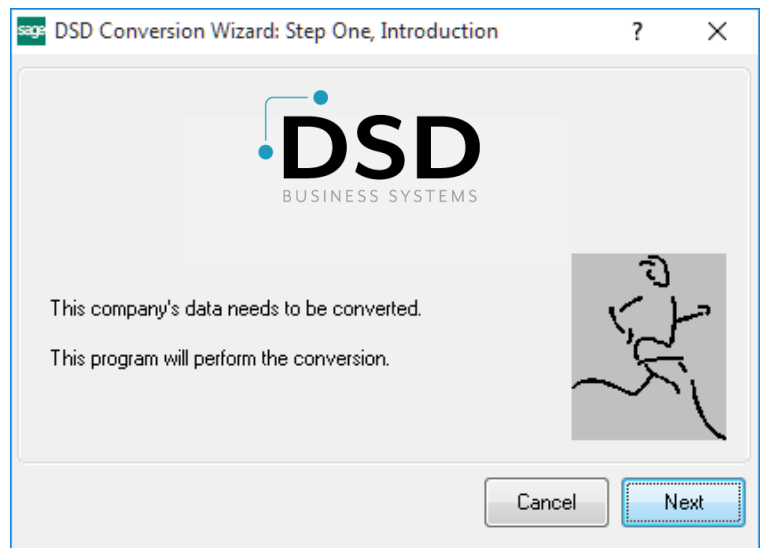 sage DSD Conversion Wizard: Step One, Introduction ? X
DSD
BUSINESS SYSTEMS
This company's data needs to be converted.
This program will perform the conversion.
Cancel Next